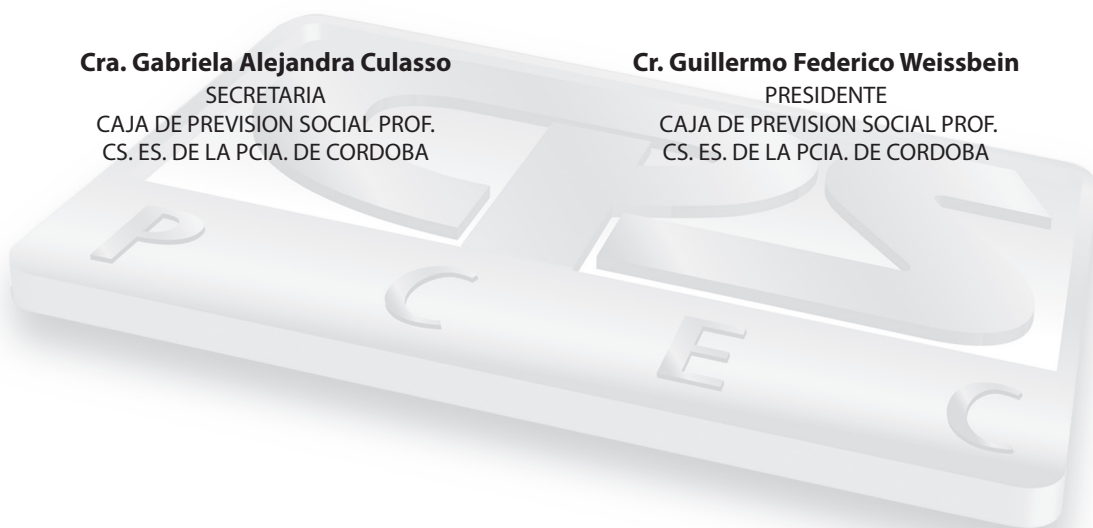 Cra. Gabriela Alejandra Culasso
SECRETARIA
CAJA DE PREVISION SOCIAL PROF.
CS. ES. DE LA PCIA. DE CORDOBA
Cr. Guillermo Federico Weissbein
PRESIDENTE
CAJA DE PREVISION SOCIAL PROF.
CS. ES. DE LA PCIA. DE CORDOBA
CPS
P C E C